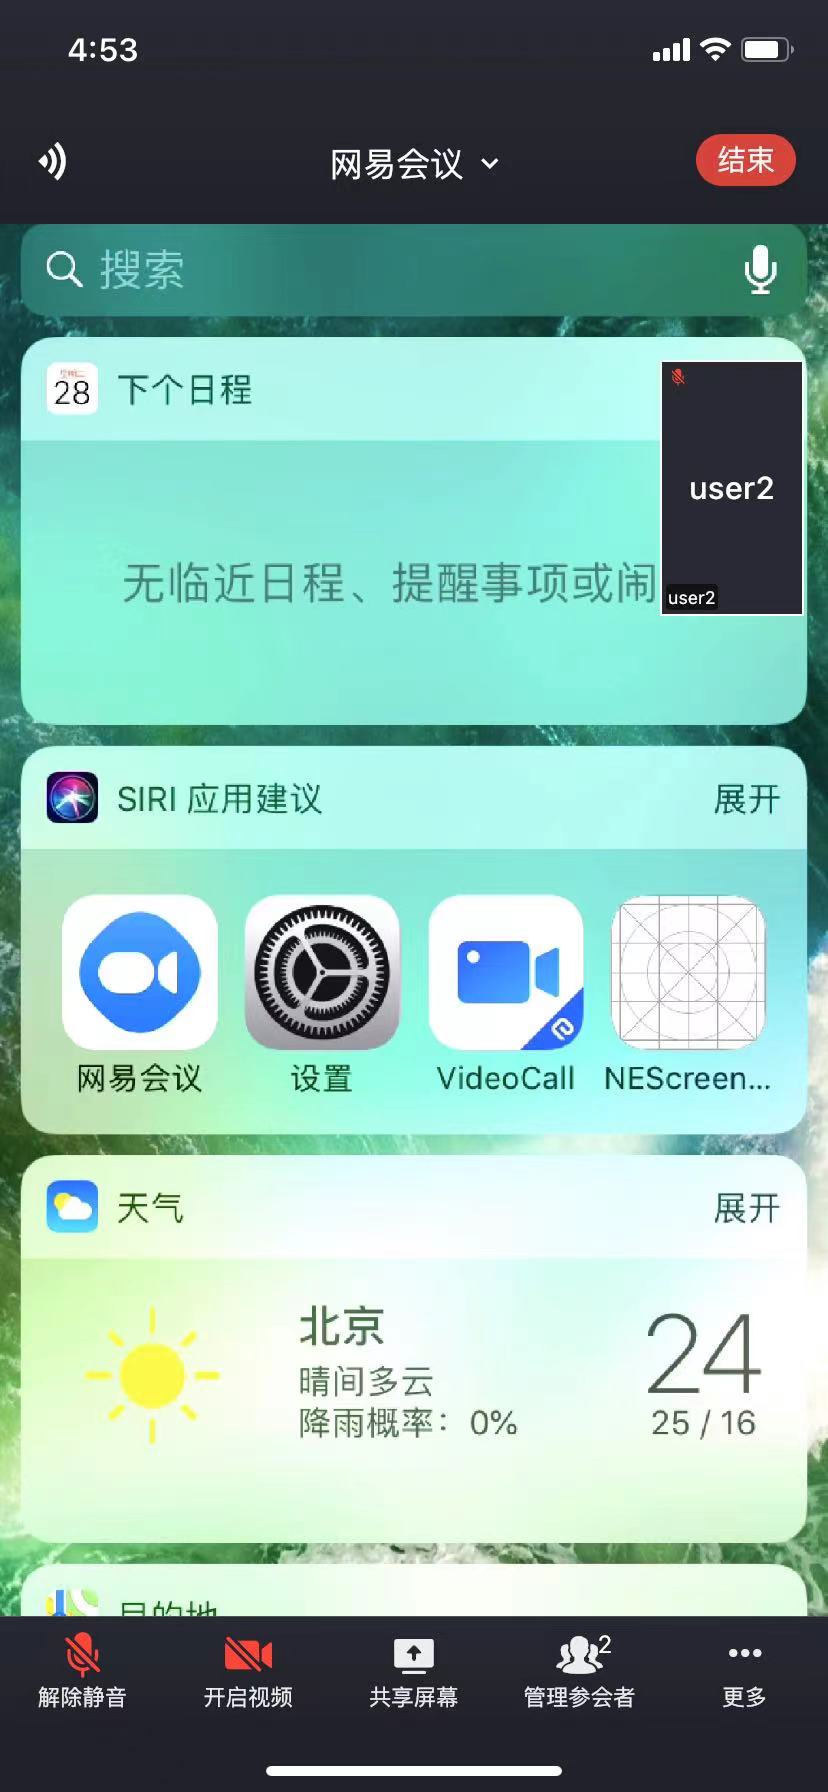 4:53
网易会议
结束
搜索
28
下个日程
user2
无临近日程、提醒事项或闹
user2
SIRI 应用建议
展开
网易会议
设置
VideoCall
NEScreen...
天气
展开
北京
24
晴间多云
降雨概率：0%
25 / 16
目的地
2
解除静音
开启视频
共享屏幕
管理参会者
更多